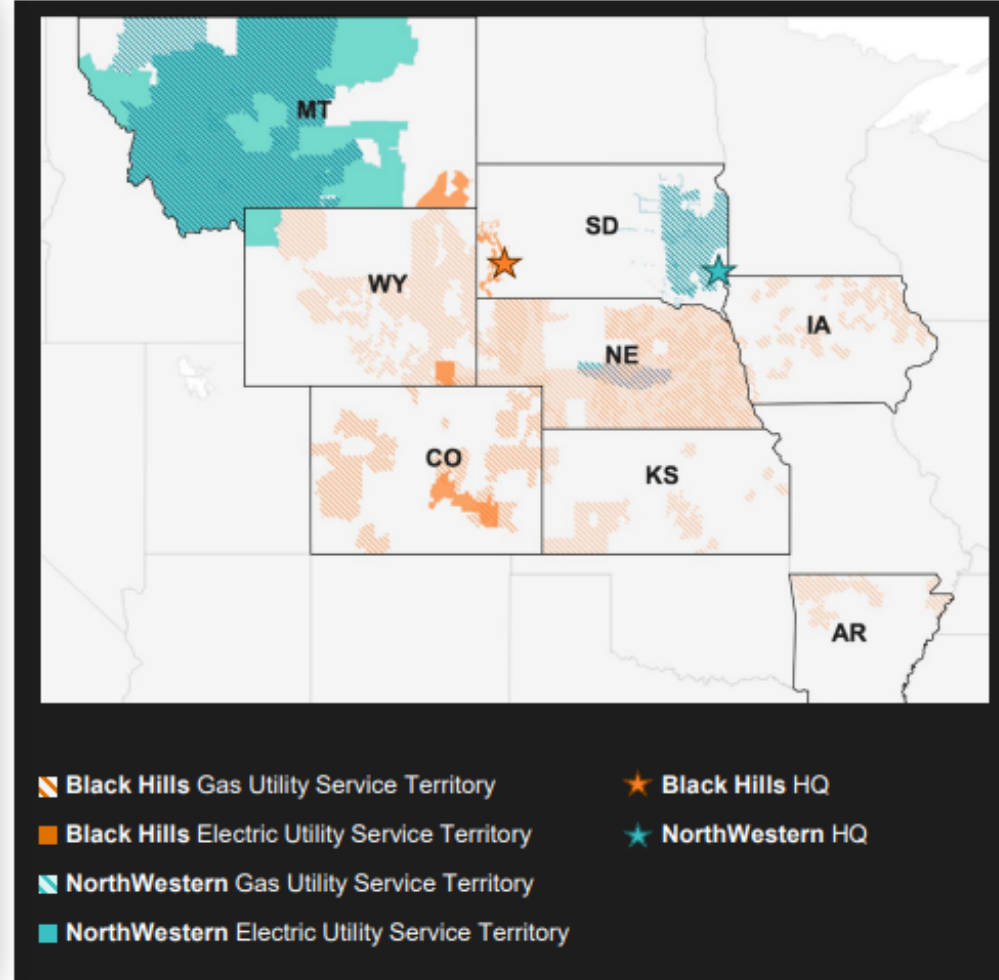 MT
SD
WY
IA
NE
CO
KS
AR
Black Hills Gas Utility Service Territory
Black Hills Electric Utility Service Territory
NorthWestern Gas Utility Service Territory
NorthWestern Electric Utility Service Territory
Black Hills HQ
NorthWestern HQ